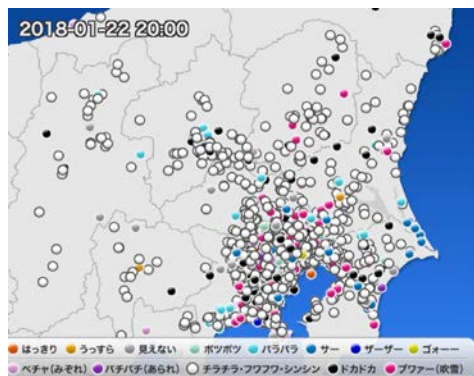 2018-01-22 20:00
はっきり うっすら 見えない ポツポツ パラパラ サー ザーザー ゴォーー
ベチャ(みぞれ) パチパチ(あられ) チラチラ・フワフワ・シンシン ドカドカ ブワァー(吹雪)